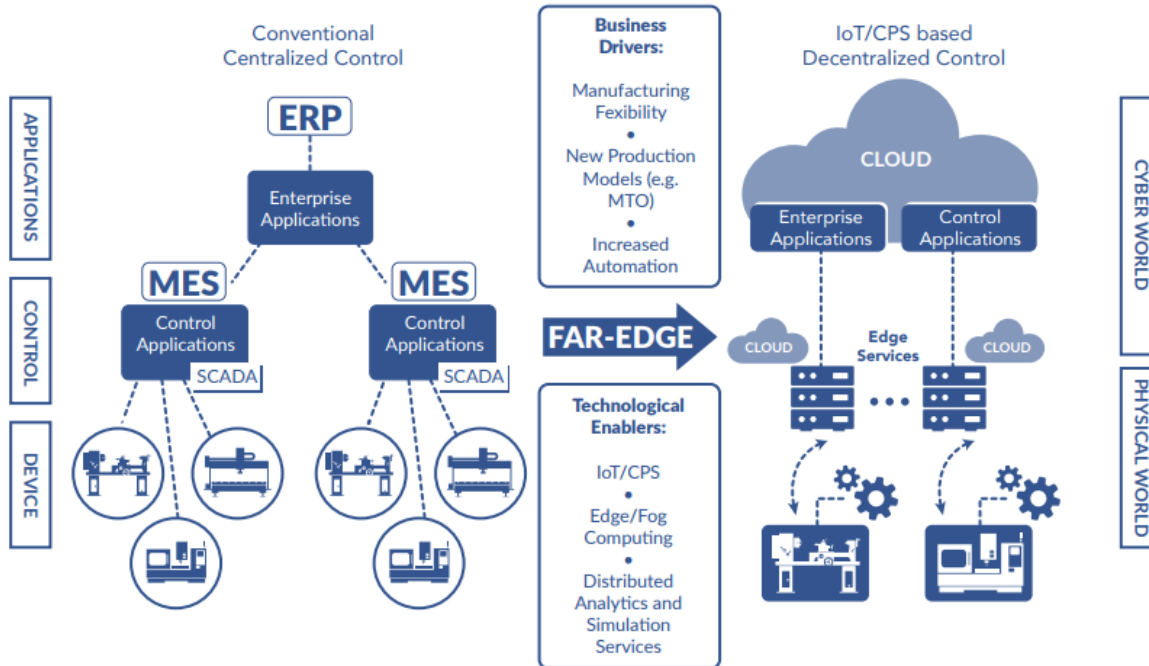 Conventional
Centralized Control
APPLICATIONS
CONTROL
DEVICE
ERP
Enterprise
Applications
MES
MES
Control
Applications
SCADA
Control
Applications
SCADA
Business
Drivers:
Manufacturing
Fexibility
•
New Production
Models (e.g.
MTO)
•
Increased
Automation
FAR-EDGE
Technological
Enablers:
IoT/CPS
•
Edge/Fog
Computing
•
Distributed
Analytics and
Simulation
Services
IoT/CPS based
Decentralized Control
CLOUD
Enterprise
Applications
Control
Applications
CLOUD
Edge
Services
CLOUD
CYBER WORLD
PHYSICAL WORLD